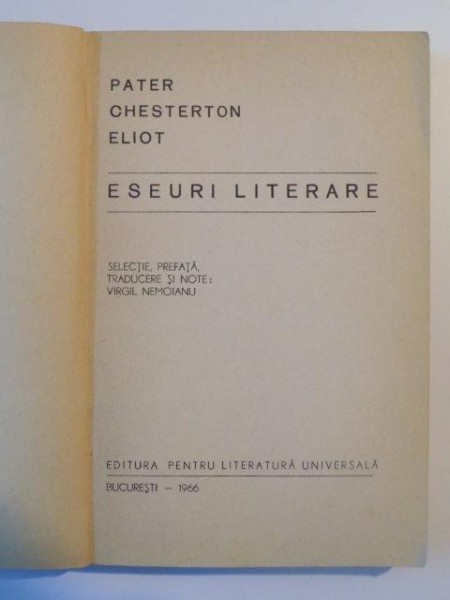 PATER
CHESTERTON
ELIOT
ESEURI LITERARE
SELECȚIE, PREFAȚĂ,
TRADUCERE ȘI NOTE:
VIRGIL NEMOIANU
EDITURA PENTRU LITERATURĂ UNIVERSALĂ
BUCUREȘTI – 1966